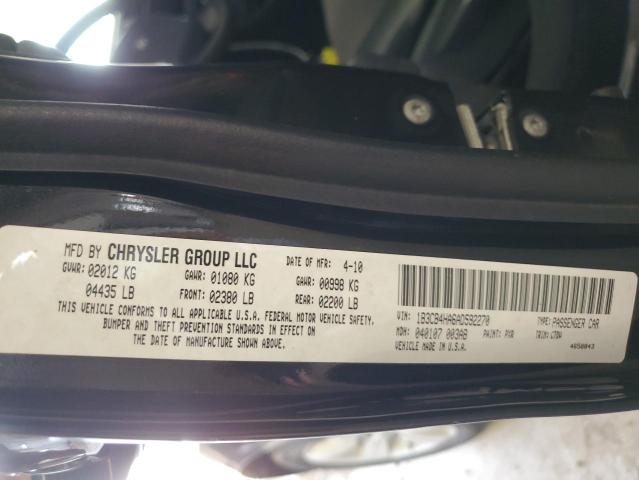 MFD BY CHRYSLER GROUP LLC DATE OF MFR: 4-10
GVWR: 02012 KG GAWR: 01080 KG GAWR: 00998 KG
04435 LB FRONT: 02380 LB REAR: 02200 LB
THIS VEHICLE CONFORMS TO ALL APPLICABLE U.S.A. FEDERAL MOTOR VEHICLE SAFETY,
BUMPER AND THEFT PREVENTION STANDARDS IN EFFECT ON
THE DATE OF MANUFACTURE SHOWN ABOVE.
VIN: 1B3CB4HA6AD592270 TYPE: PASSENGER CAR
MDH: 040107 003AB PAINT: PXR TRIM: LTDW
MADE IN U.S.A. 4650043